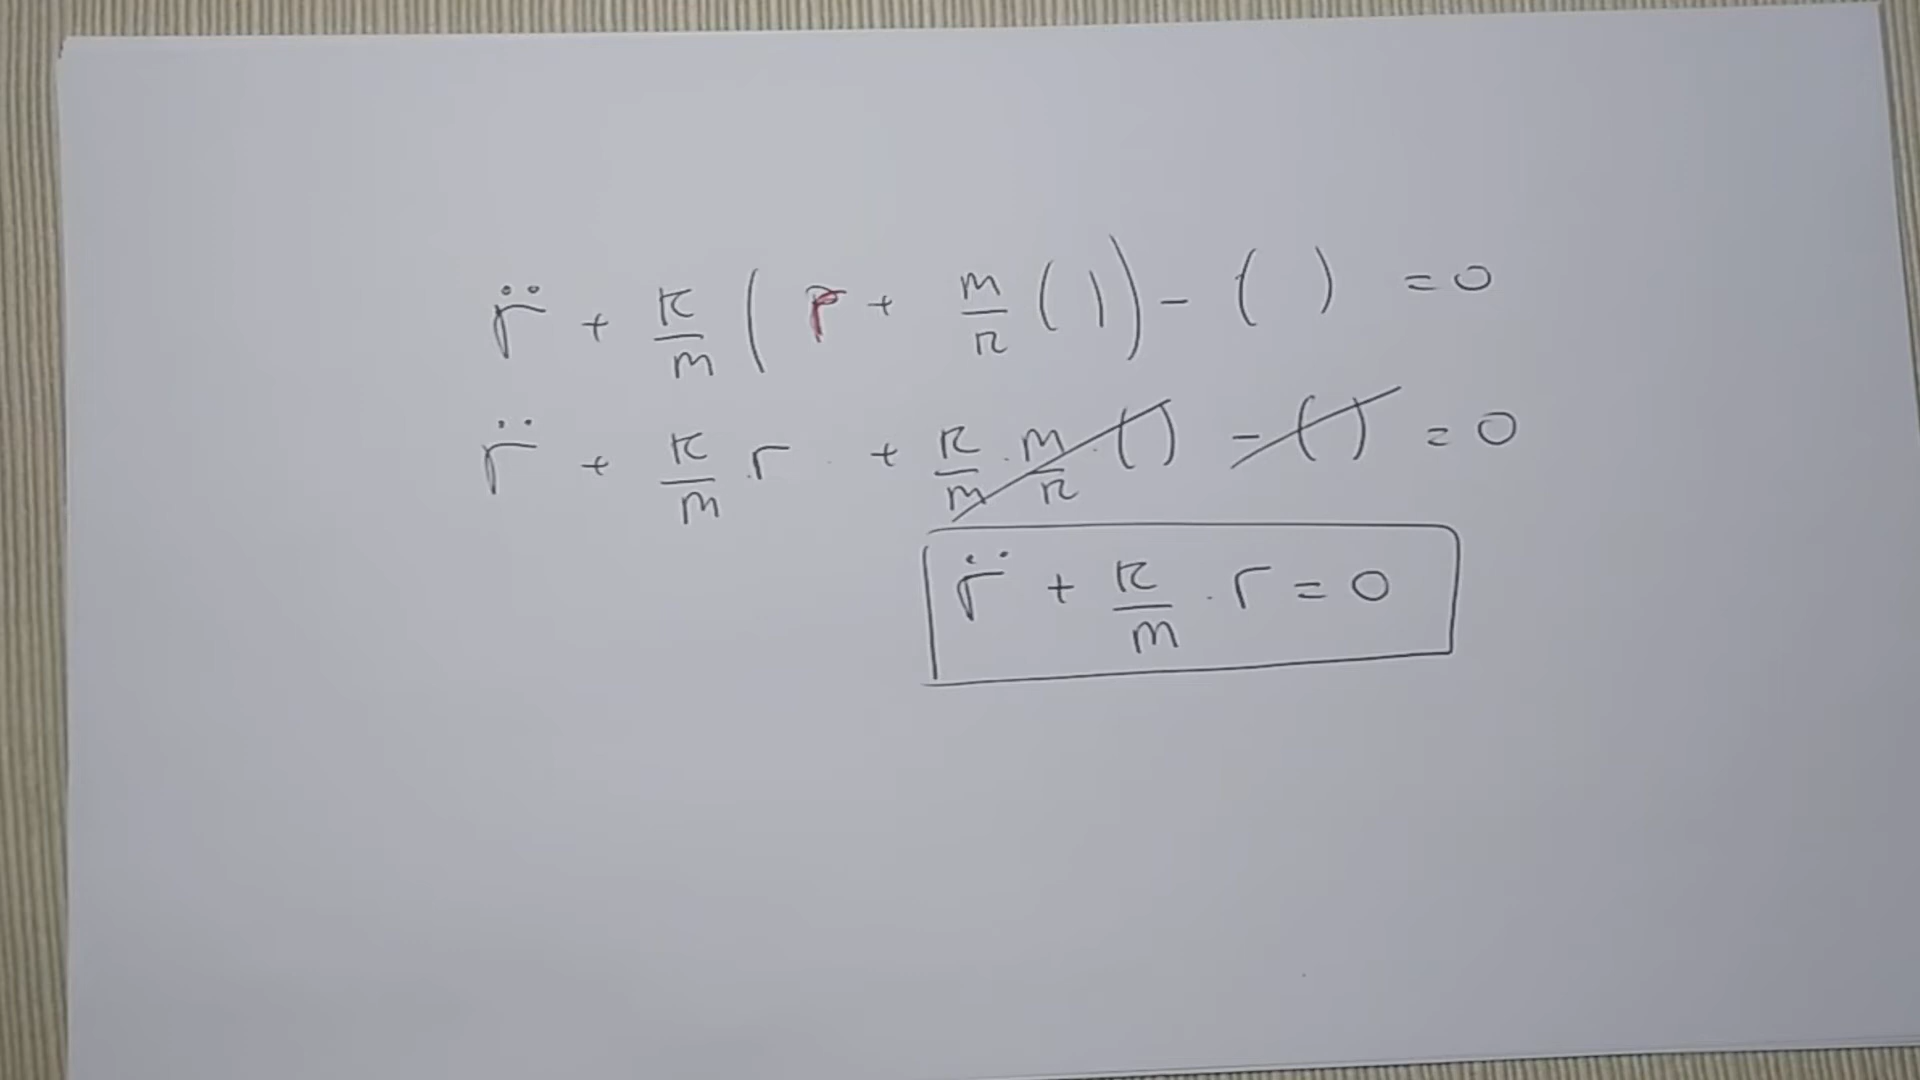 r̈ + k/m ( r + m/k ( ) ) - ( ) = 0
r̈ + k/m · r + k/m · m/k · ( ) - ( ) = 0
r̈ + k/m · r = 0